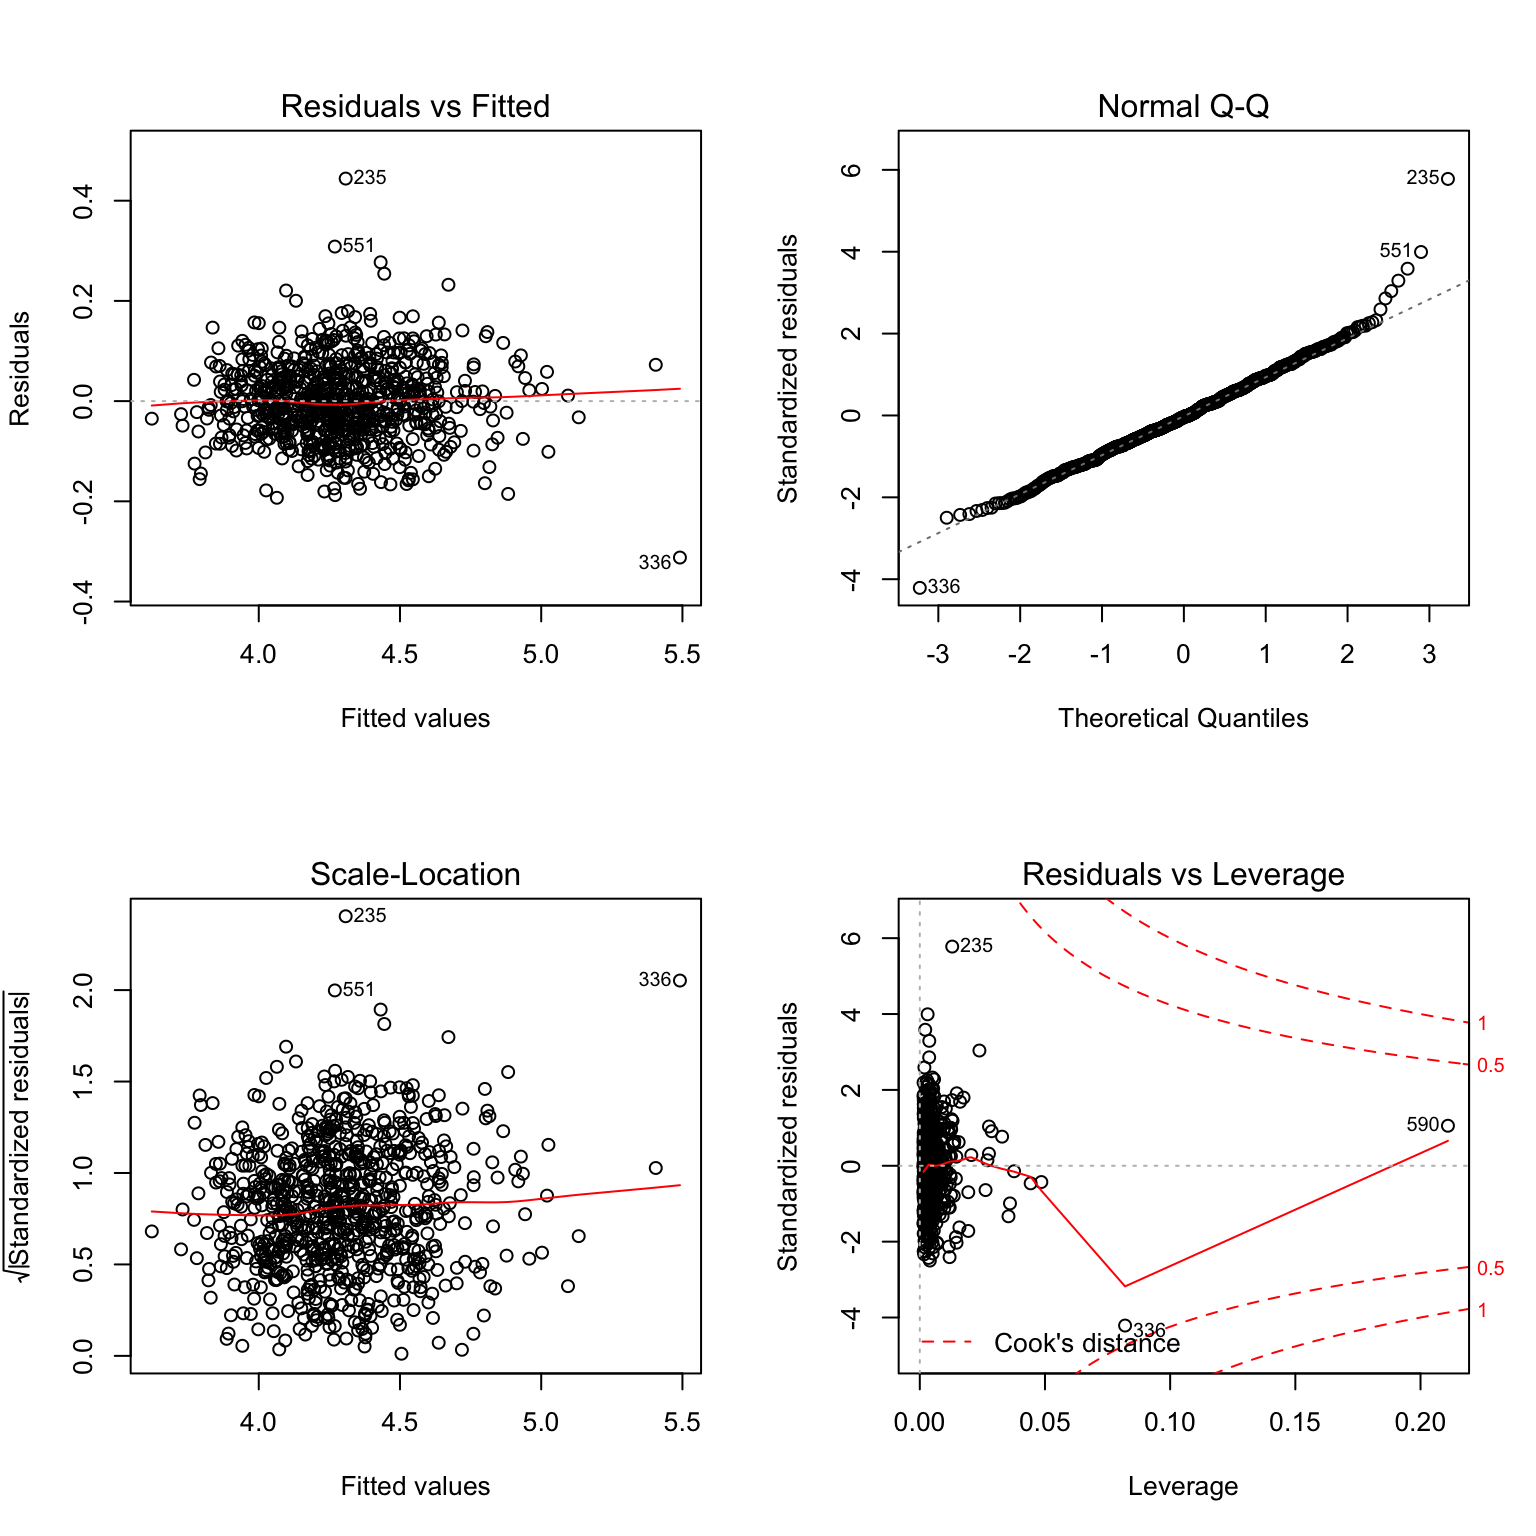 Residuals vs Fitted
Residuals
-0.4 -0.2 0.0 0.2 0.4
235
551
336
4.0 4.5 5.0 5.5
Fitted values
Normal Q-Q
Standardized residuals
-4 -2 0 2 4 6
235
551
336
-3 -2 -1 0 1 2 3
Theoretical Quantiles
Scale-Location
√|Standardized residuals|
0.0 0.5 1.0 1.5 2.0
235
336
551
4.0 4.5 5.0 5.5
Fitted values
Residuals vs Leverage
Standardized residuals
-4 -2 0 2 4 6
235
1
0.5
590
0.5
1
336
Cook's distance
0.00 0.05 0.10 0.15 0.20
Leverage